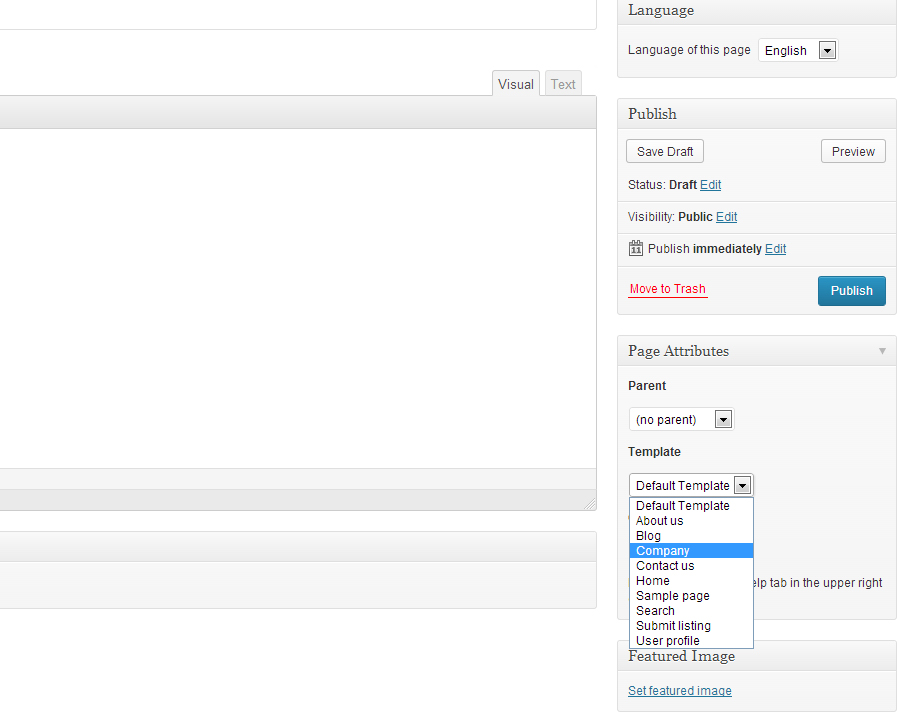 Language
Language of this page English
Visual Text
Publish
Save Draft Preview
Status: Draft Edit
Visibility: Public Edit
11 Publish immediately Edit
Move to Trash Publish
Page Attributes
Parent
(no parent)
Template
Default Template
Default Template
About us
Blog
Company
Contact us
Home
Sample page
Search
Submit listing
User profile
tab in the upper right
Featured Image
Set featured image